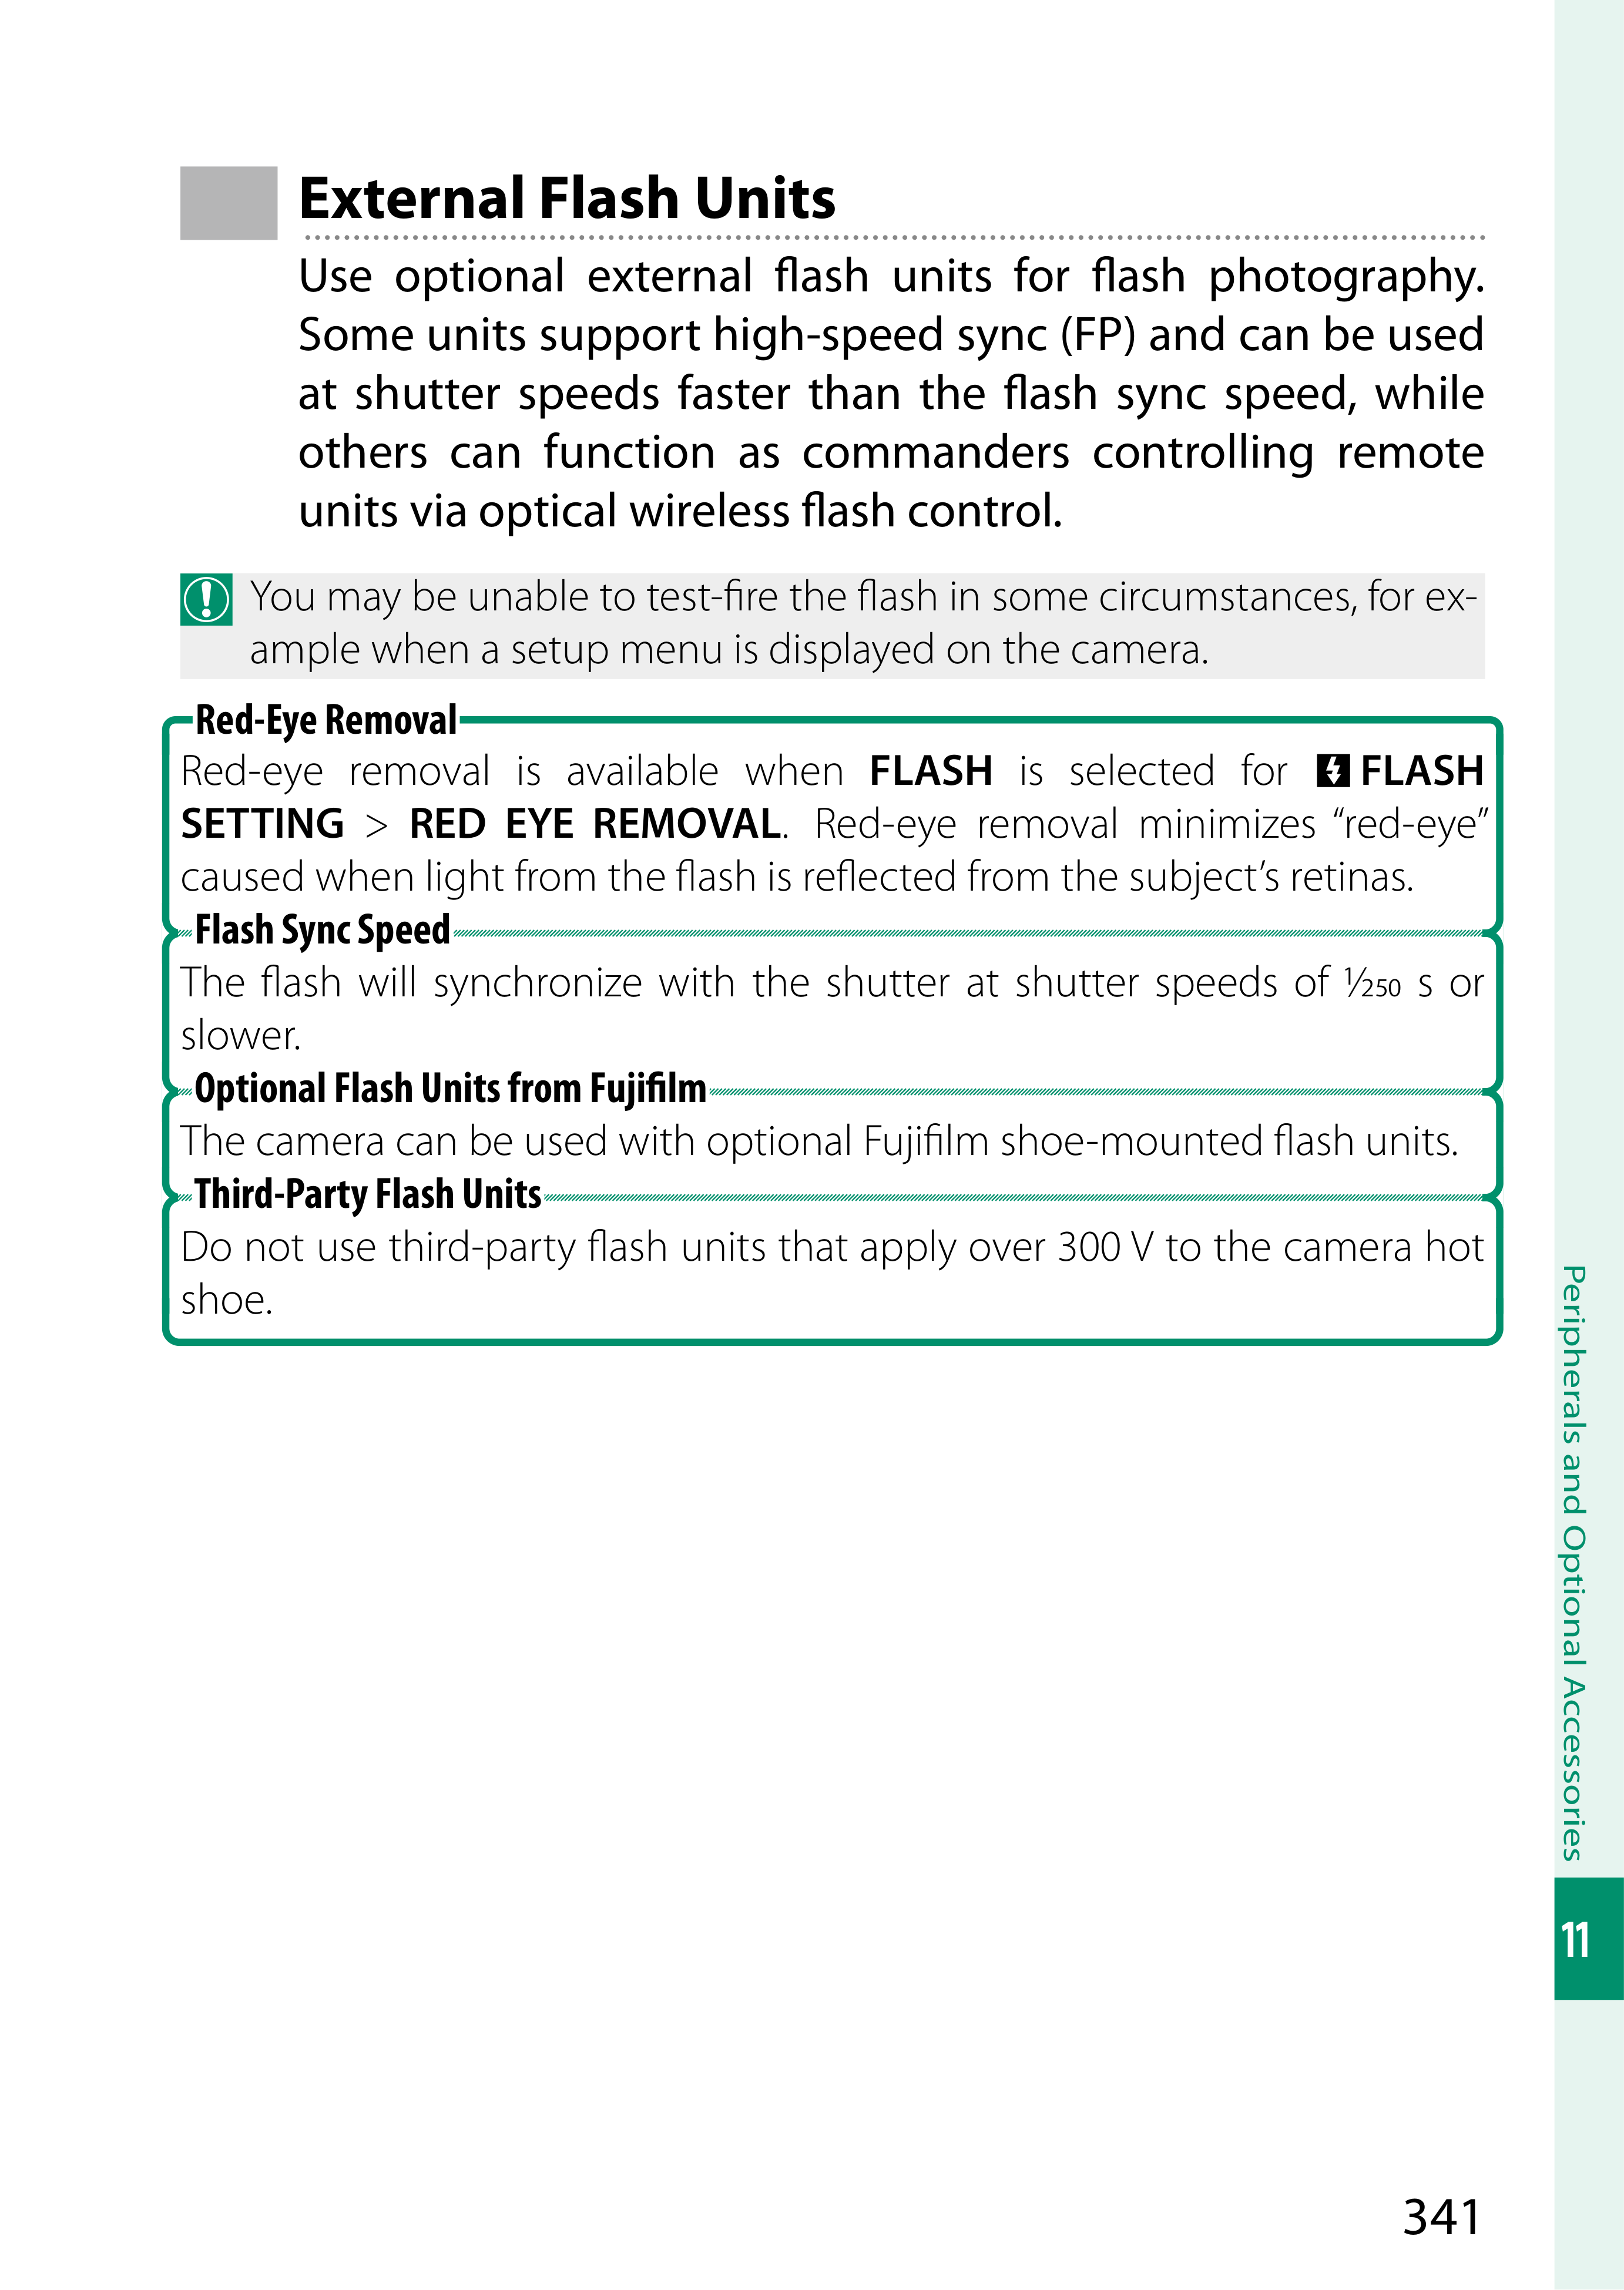 External Flash Units
Use optional external flash units for flash photography.
Some units support high-speed sync (FP) and can be used
at shutter speeds faster than the flash sync speed, while
others can function as commanders controlling remote
units via optical wireless flash control.
You may be unable to test-fire the flash in some circumstances, for ex-
ample when a setup menu is displayed on the camera.
Red-Eye Removal
Red-eye removal is available when FLASH is selected for FLASH
SETTING > RED EYE REMOVAL. Red-eye removal minimizes “red-eye”
caused when light from the flash is reflected from the subject’s retinas.
Flash Sync Speed
The flash will synchronize with the shutter at shutter speeds of 1/250 s or
slower.
Optional Flash Units from Fujifilm
The camera can be used with optional Fujifilm shoe-mounted flash units.
Third-Party Flash Units
Do not use third-party flash units that apply over 300 V to the camera hot
shoe.
Peripherals and Optional Accessories
11
341